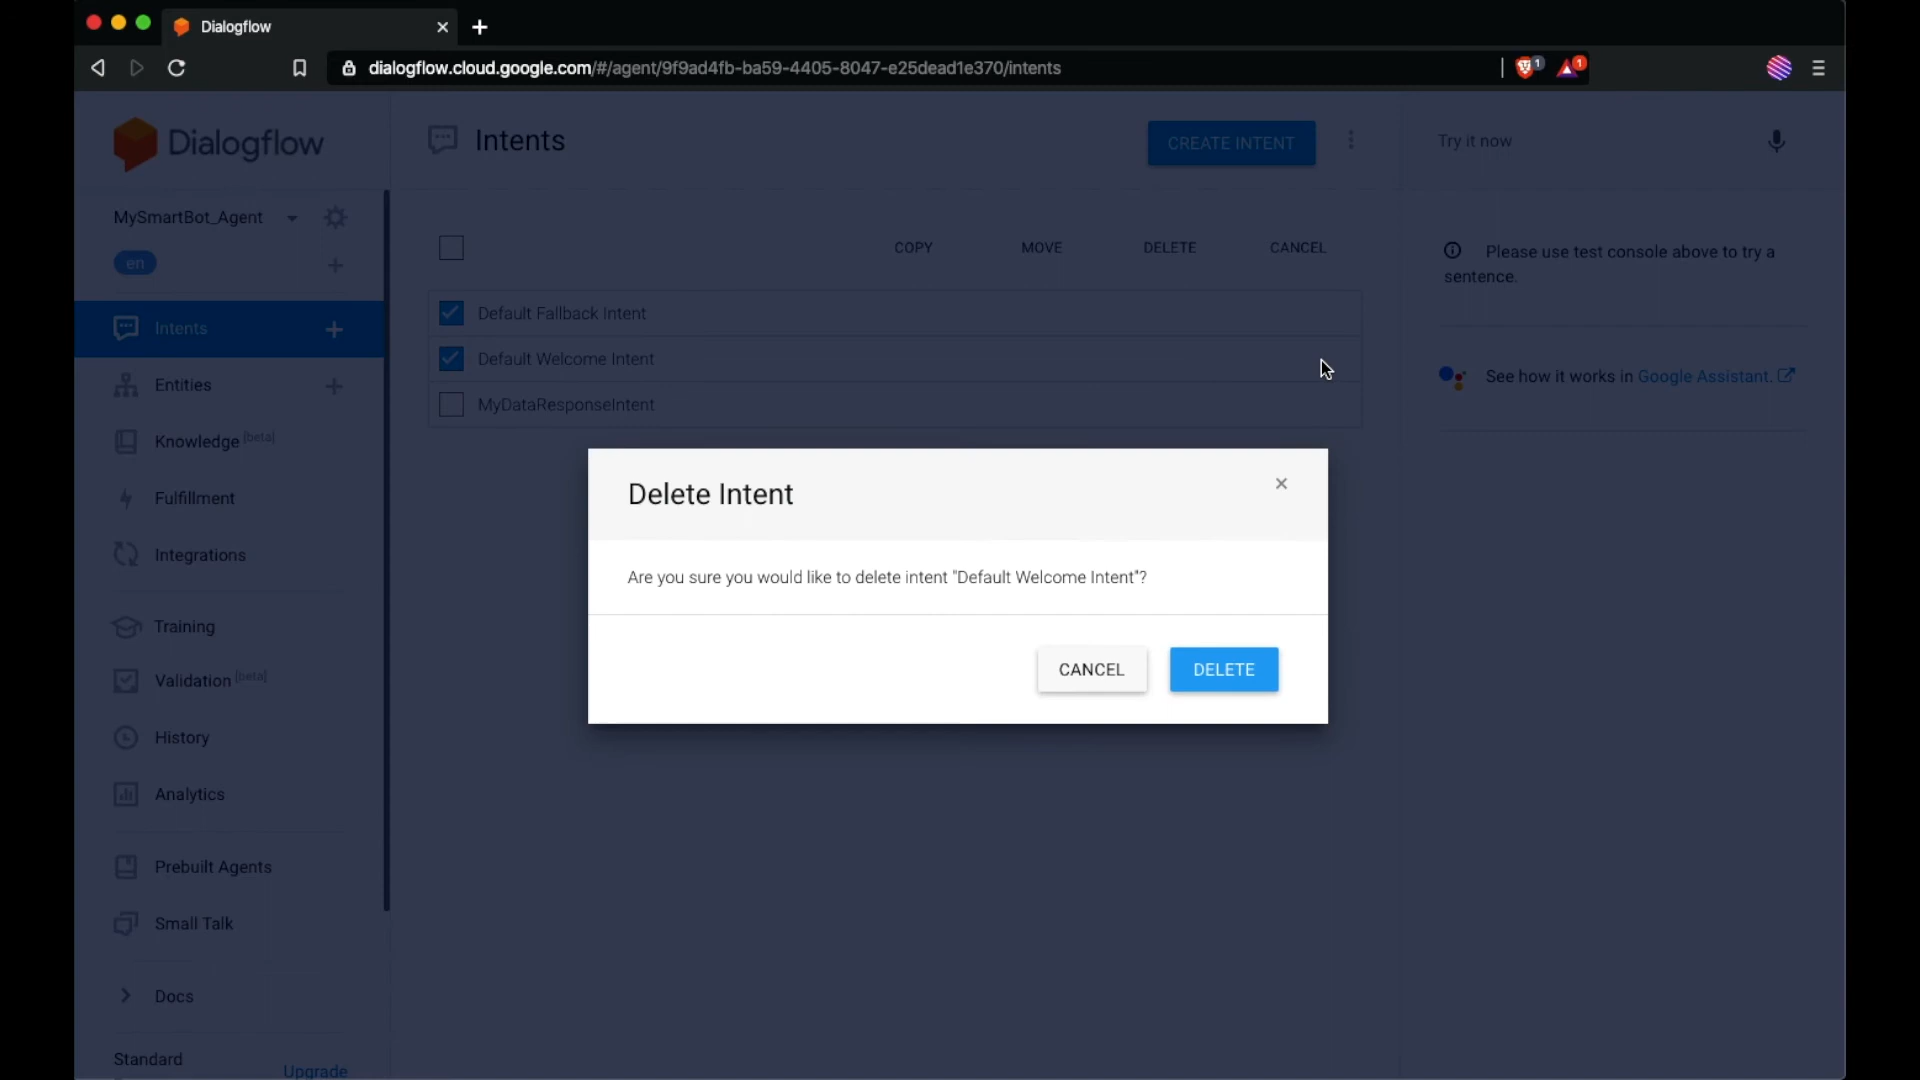 Dialogflow
dialogflow.cloud.google.com/#/agent/9f9ad4fb-ba59-4405-8047-e25dead1e370/intents
1
1
Dialogflow
Intents
CREATE INTENT
Try it now
MySmartBot_Agent
en
COPY
MOVE
DELETE
CANCEL
Please use test console above to try a
sentence.
Intents
Default Fallback Intent
Default Welcome Intent
MyDataResponseIntent
See how it works in Google Assistant.
Entities
Knowledge [beta]
Fulfillment
Integrations
Training
Validation [beta]
History
Analytics
Prebuilt Agents
Small Talk
Docs
Standard
Upgrade
Delete Intent
Are you sure you would like to delete intent "Default Welcome Intent"?
CANCEL
DELETE